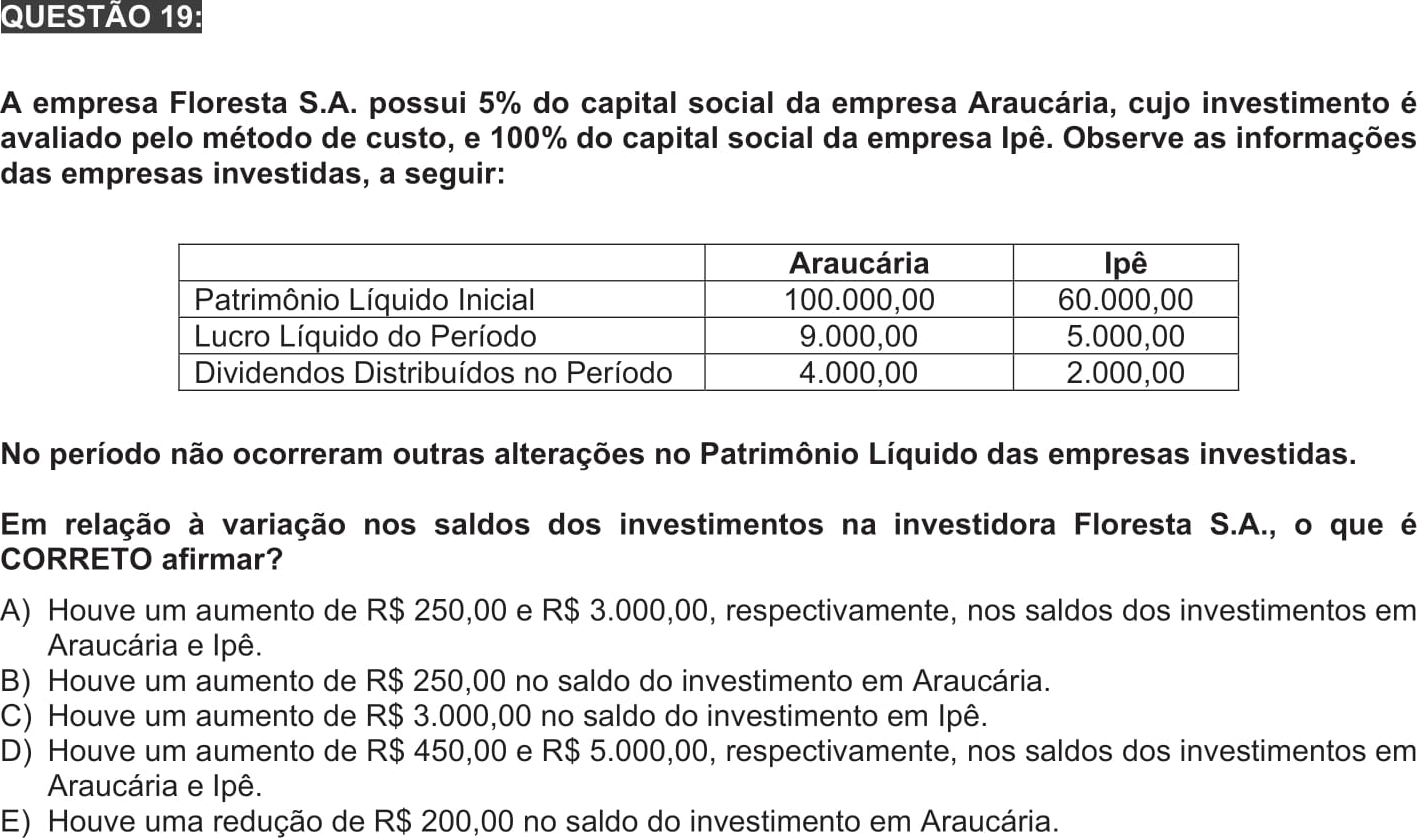 QUESTÃO 19:
A empresa Floresta S.A. possui 5% do capital social da empresa Araucária, cujo investimento é
avaliado pelo método de custo, e 100% do capital social da empresa Ipê. Observe as informações
das empresas investidas, a seguir:
Araucária Ipê
Patrimônio Líquido Inicial 100.000,00 60.000,00
Lucro Líquido do Período 9.000,00 5.000,00
Dividendos Distribuídos no Período 4.000,00 2.000,00
No período não ocorreram outras alterações no Patrimônio Líquido das empresas investidas.
Em relação à variação nos saldos dos investimentos na investidora Floresta S.A., o que é
CORRETO afirmar?
A) Houve um aumento de R$ 250,00 e R$ 3.000,00, respectivamente, nos saldos dos investimentos em
Araucária e Ipê.
B) Houve um aumento de R$ 250,00 no saldo do investimento em Araucária.
C) Houve um aumento de R$ 3.000,00 no saldo do investimento em Ipê.
D) Houve um aumento de R$ 450,00 e R$ 5.000,00, respectivamente, nos saldos dos investimentos em
Araucária e Ipê.
E) Houve uma redução de R$ 200,00 no saldo do investimento em Araucária.